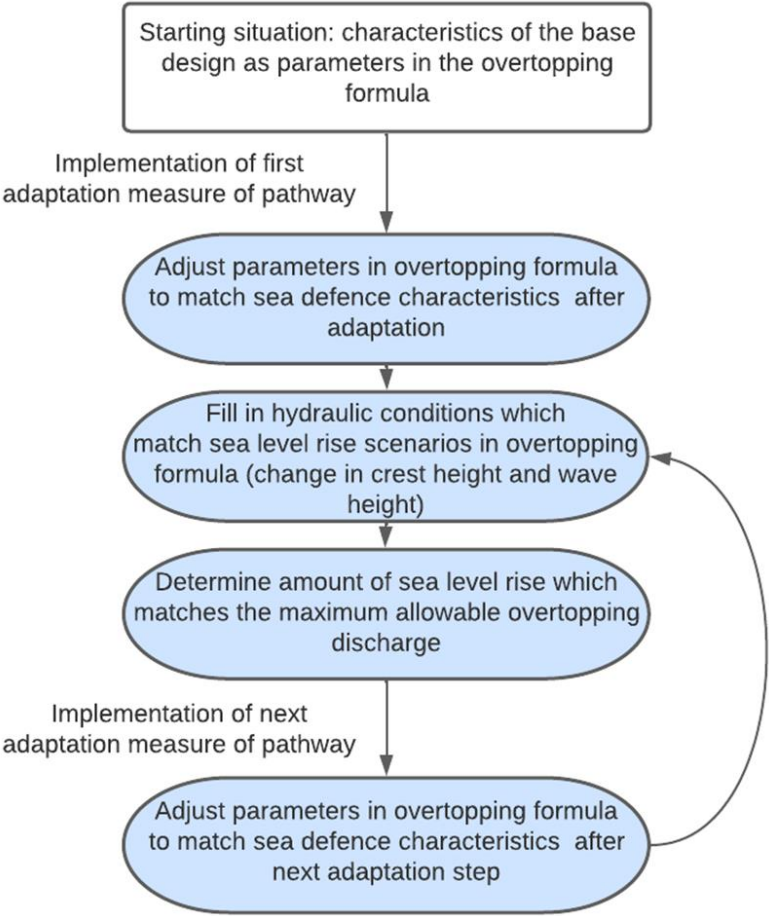 Starting situation: characteristics of the base
design as parameters in the overtopping
formula
Implementation of first
adaptation measure of pathway
Adjust parameters in overtopping formula
to match sea defence characteristics after
adaptation
Fill in hydraulic conditions which
match sea level rise scenarios in overtopping
formula (change in crest height and wave
height)
Determine amount of sea level rise which
matches the maximum allowable overtopping
discharge
Implementation of next
adaptation measure of pathway
Adjust parameters in overtopping formula
to match sea defence characteristics after
next adaptation step